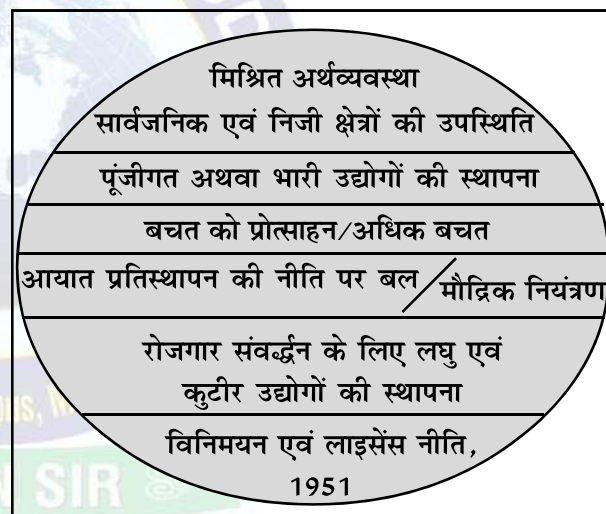 मिश्रित अर्थव्यवस्था
सार्वजनिक एवं निजी क्षेत्रों की उपस्थिति
पूंजीगत अथवा भारी उद्योगों की स्थापना
बचत को प्रोत्साहन/अधिक बचत
आयात प्रतिस्थापन की नीति पर बल / मौद्रिक नियंत्रण
रोजगार संवर्द्धन के लिए लघु एवं
कुटीर उद्योगों की स्थापना
विनिमयन एवं लाइसेंस नीति,
1951
SIR